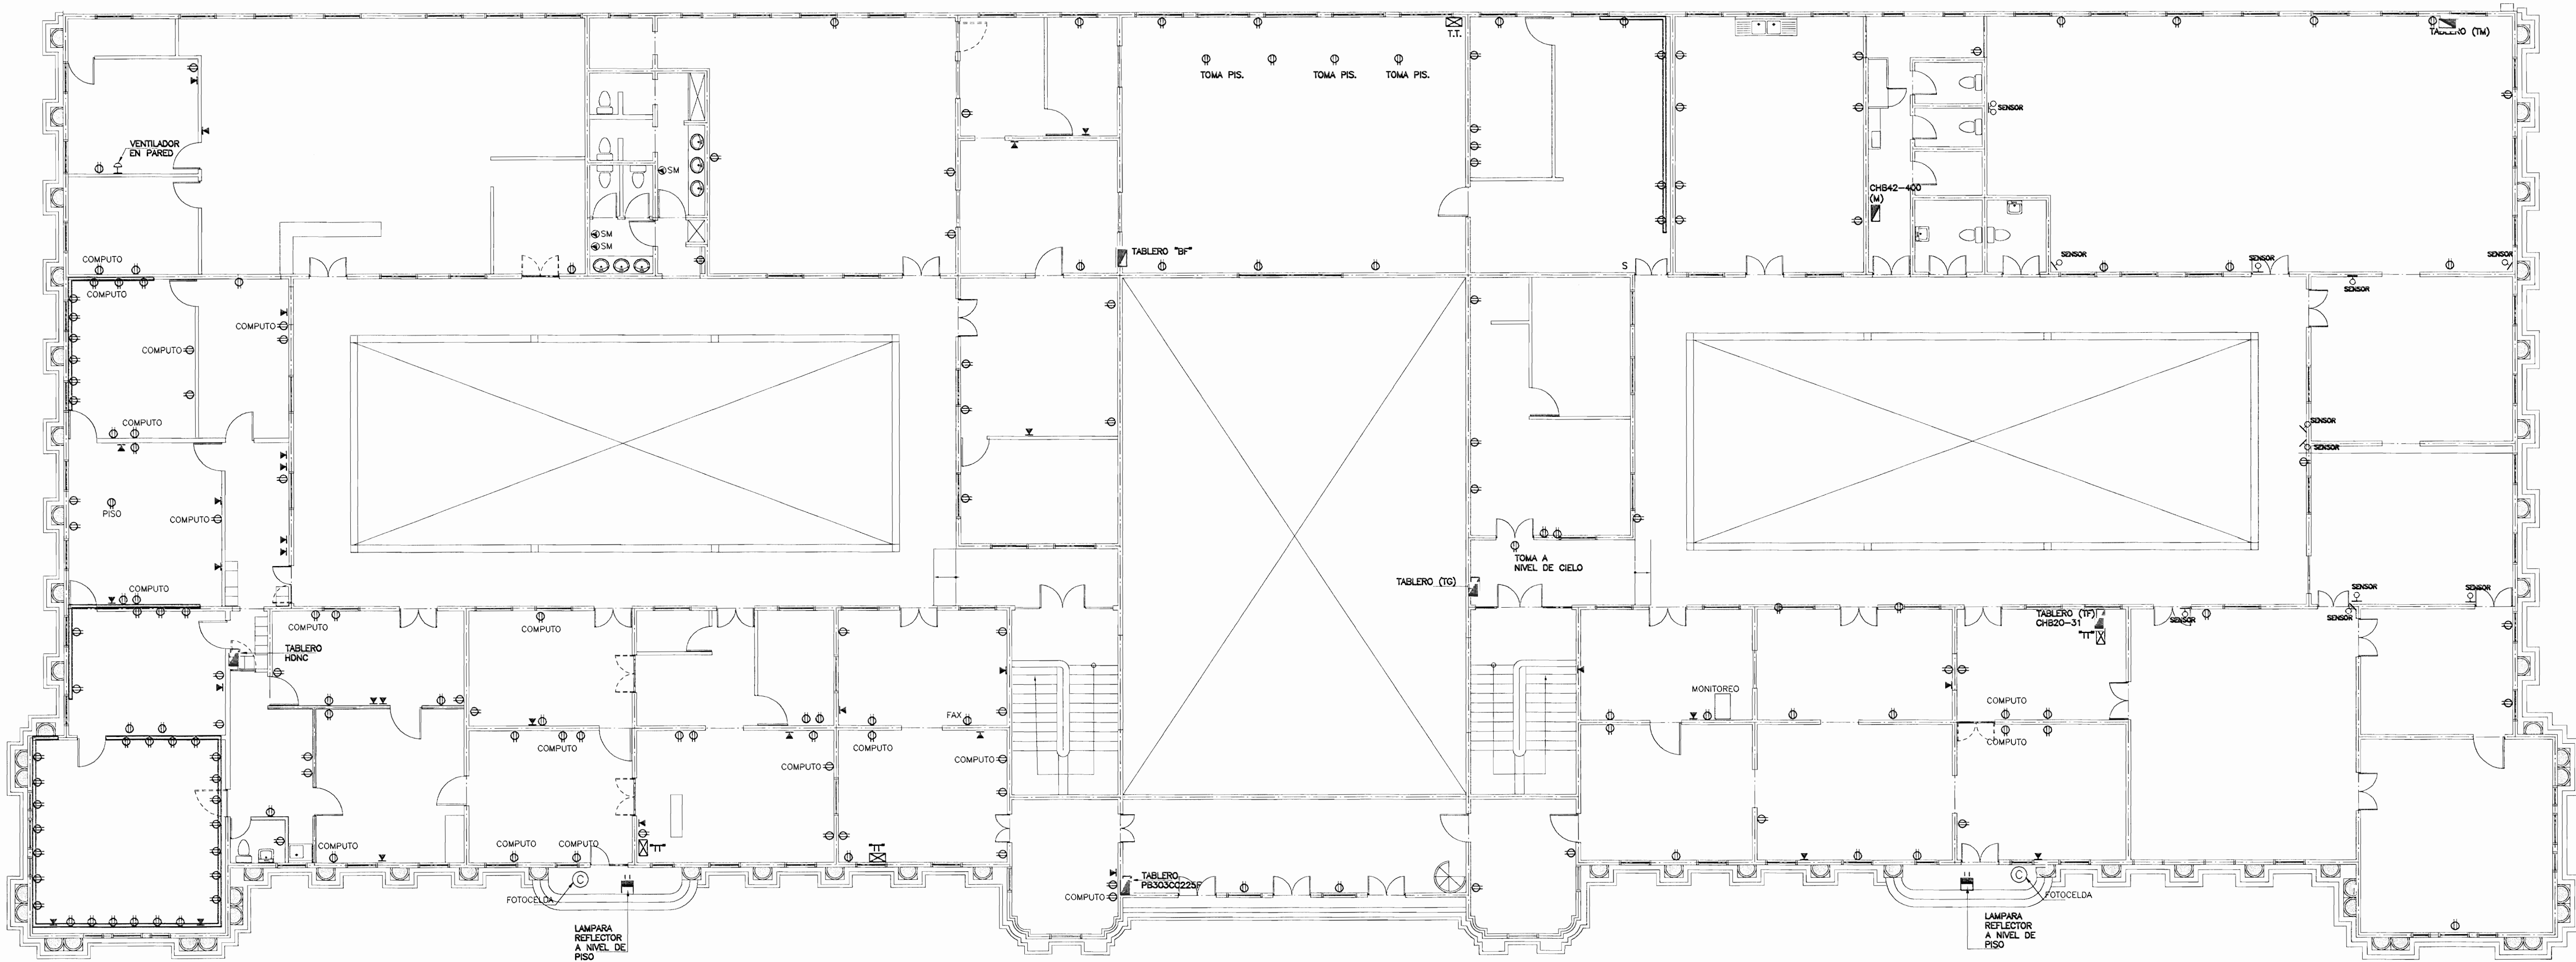 T.T.
TABLERO (TM)
TOMA PIS.
TOMA PIS.
TOMA PIS.
SENSOR
VENTILADOR
EN PARED
SM
CHB42-400
(M)
SM
SM
TABLERO "BF"
COMPUTO
S
SENSOR
SENSOR
SENSOR
SENSOR
COMPUTO
COMPUTO
COMPUTO
COMPUTO
SENSOR
SENSOR
PISO
COMPUTO
TOMA A
NIVEL DE CIELO
TABLERO (TG)
COMPUTO
SENSOR
SENSOR
COMPUTO
COMPUTO
TABLERO (TF)
CHB20-31
"TT"
SENSOR
SENSOR
TABLERO
HDNC
MONITOREO
COMPUTO
FAX
COMPUTO
COMPUTO
COMPUTO
COMPUTO
COMPUTO
COMPUTO
COMPUTO
COMPUTO
"TT"
TT
TABLERO
PB303C0225F
COMPUTO
C
FOTOCELDA
C
FOTOCELDA
LAMPARA
REFLECTOR
A NIVEL DE
PISO
LAMPARA
REFLECTOR
A NIVEL DE
PISO